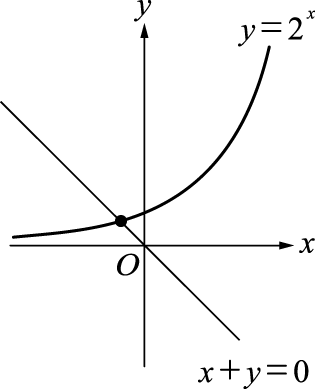 y
y = 2^x
x
O
x + y = 0